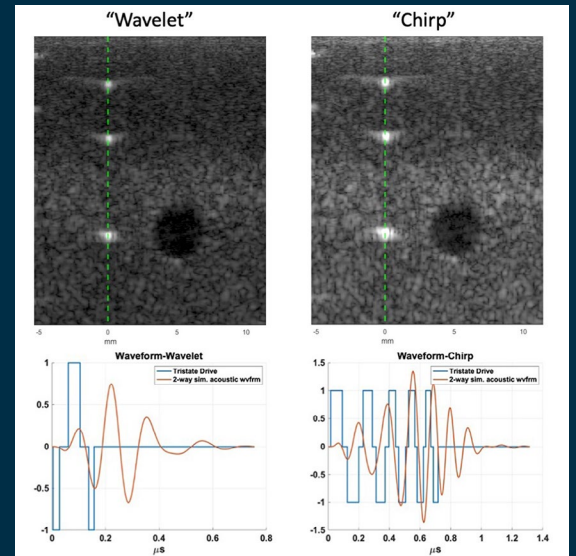 “Wavelet”
“Chirp”
-5 0 5 10
mm
-5 0 5 10
mm
Waveform-Wavelet
Tristate Drive
2-way sim. acoustic wvfrm
1
0.5
0
-0.5
-1
0 0.2 0.4 0.6 0.8
μs
Waveform-Chirp
Tristate Drive
2-way sim. acoustic wvfrm
1.5
1
0.5
0
-0.5
-1
-1.5
0 0.2 0.4 0.6 0.8 1 1.2 1.4
μs